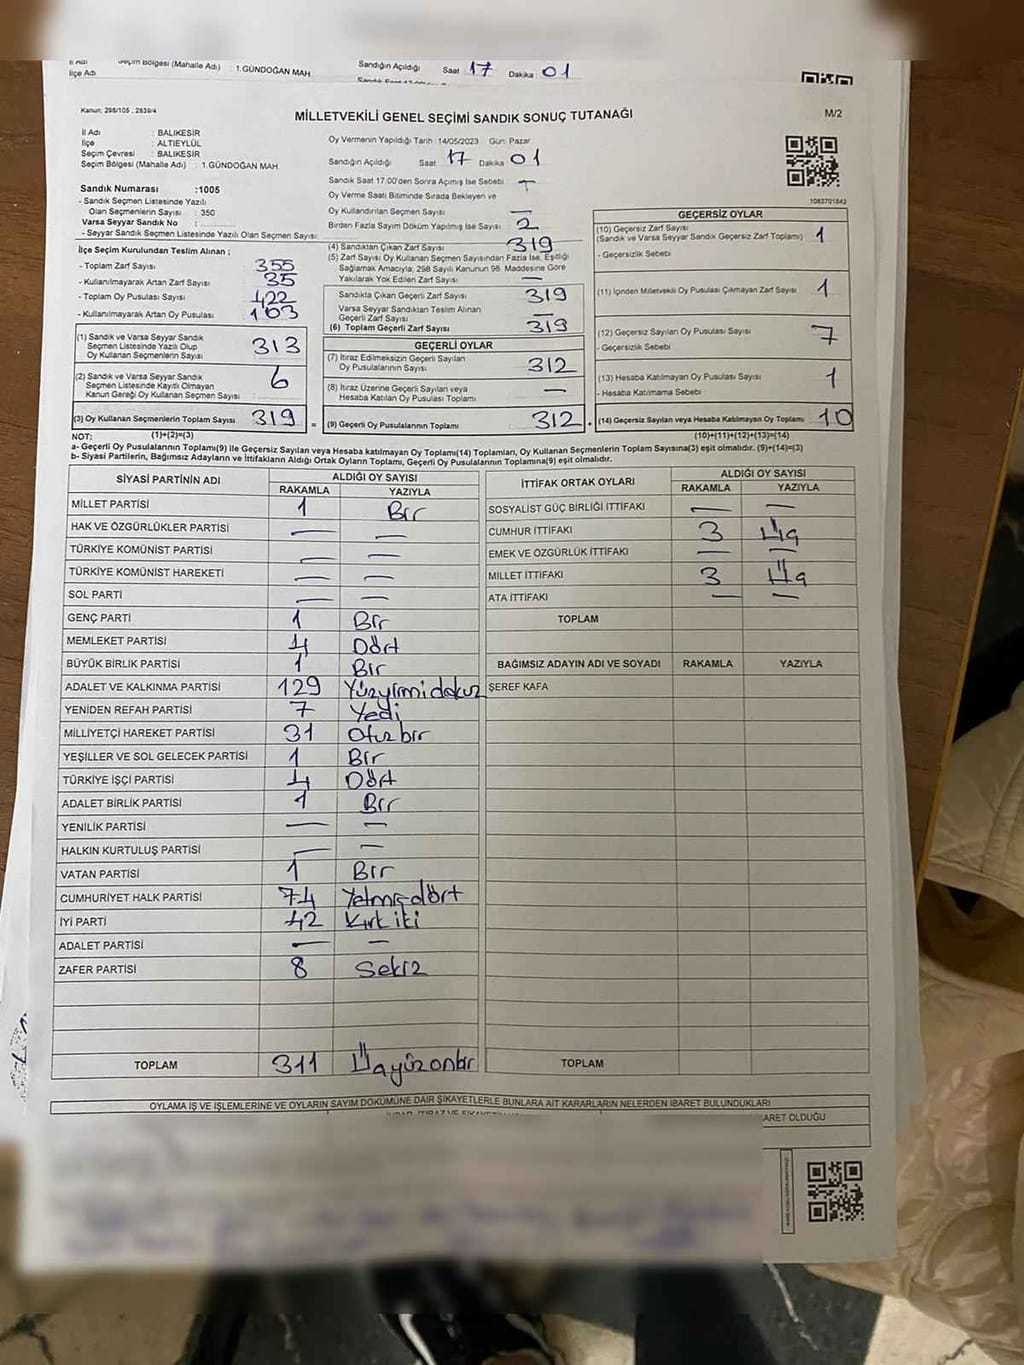 İl Adı Seçim Bölgesi (Mahalle Adı) : 1.GÜNDOĞAN MAH. Sandığın Açıldığı Saat 17 Dakika 01
İlçe Adı
Kanun: 298/105 , 2839/4
MİLLETVEKİLİ GENEL SEÇİMİ SANDIK SONUÇ TUTANAĞI
M/2
İl Adı : BALIKESİR
İlçe : ALTIEYLÜL
Seçim Çevresi : BALIKESİR
Seçim Bölgesi (Mahalle Adı) : 1.GÜNDOĞAN MAH.
Oy Vermenin Yapıldığı Tarih :14/05/2023 Gün: Pazar
Sandığın Açıldığı Saat 17 Dakika 01
Sandık Saat 17.00'den Sonra Açılmış İse Sebebi
Oy Verme Saati Bitiminde Sırada Bekleyen ve
Oy Kullandırılan Seçmen Sayısı —
Birden Fazla Sayım Döküm Yapılmış İse Sayısı 2
1083701842
Sandık Numarası :1005
- Sandık Seçmen Listesinde Yazılı
Olan Seçmenlerin Sayısı : 350
Varsa Seyyar Sandık No :
- Seyyar Sandık Seçmen Listesinde Yazılı Olan Seçmen Sayısı:
İlçe Seçim Kurulundan Teslim Alınan ;
- Toplam Zarf Sayısı : 355
- Kullanılmayarak Artan Zarf Sayısı : 35
- Toplam Oy Pusulası Sayısı : 422
- Kullanılmayarak Artan Oy Pusulası : 103
(1) Sandık ve Varsa Seyyar Sandık
Seçmen Listesinde Yazılı Olup
Oy Kullanan Seçmenlerin Sayısı : 313
(2) Sandık ve Varsa Seyyar Sandık
Seçmen Listesinde Kayıtlı Olmayan
Kanun Gereği Oy Kullanan Seçmen Sayısı : 6
(3) Oy Kullanan Seçmenlerin Toplam Sayısı : 319 =
(1)+(2)=(3)
(4) Sandıktan Çıkan Zarf Sayısı 319
(5) Zarf Sayısı Oy Kullanan Seçmen Sayısından Fazla İse, Eşitliği
Sağlamak Amacıyla; 298 Sayılı Kanunun 98. Maddesine Göre
Yakılarak Yok Edilen Zarf Sayısı —
Sandıkta Çıkan Geçerli Zarf Sayısı 319
Varsa Seyyar Sandıktan Teslim Alınan
Geçerli Zarf Sayısı —
(6) Toplam Geçerli Zarf Sayısı 319
GEÇERLİ OYLAR
(7) İtiraz Edilmeksizin Geçerli Sayılan
Oy Pusulalarının Sayısı : 312
(8) İtiraz Üzerine Geçerli Sayılan veya
Hesaba Katılan Oy Pusulası Toplamı —
(9) Geçerli Oy Pusulalarının Toplamı 312 +
GEÇERSİZ OYLAR
(10) Geçersiz Zarf Sayısı
(Sandık ve Varsa Seyyar Sandık Geçersiz Zarf Toplamı) 1
- Geçersizlik Sebebi
(11) İçinden Milletvekili Oy Pusulası Çıkmayan Zarf Sayısı 1
(12) Geçersiz Sayılan Oy Pusulası Sayısı 7
- Geçersizlik Sebebi
(13) Hesaba Katılmayan Oy Pusulası Sayısı 1
- Hesaba Katılmama Sebebi
(14) Geçersiz Sayılan veya Hesaba Katılmayan Oy Toplamı 10
(10)+(11)+(12)+(13)=(14)
NOT:
a- Geçerli Oy Pusulalarının Toplamı(9) ile Geçersiz Sayılan veya Hesaba katılmayan Oy Toplamı(14) Toplamları, Oy Kullanan Seçmenlerin Toplam Sayısına(3) eşit olmalıdır. (9)+(14)=(3)
b- Siyasi Partilerin, Bağımsız Adayların ve İttifakların Aldığı Ortak Oyların Toplamı, Geçerli Oy Pusulalarının Toplamına(9) eşit olmalıdır.
SİYASİ PARTİNİN ADI ALDIĞI OY SAYISI
RAKAMLA YAZIYLA
MİLLET PARTİSİ 1 Bir
HAK VE ÖZGÜRLÜKLER PARTİSİ — —
TÜRKİYE KOMÜNİST PARTİSİ — —
TÜRKİYE KOMÜNİST HAREKETİ — —
SOL PARTİ — —
GENÇ PARTİ 1 Bir
MEMLEKET PARTİSİ 4 Dört
BÜYÜK BİRLİK PARTİSİ 1 Bir
ADALET VE KALKINMA PARTİSİ 129 Yüzyirmidokuz
YENİDEN REFAH PARTİSİ 7 Yedi
MİLLİYETÇİ HAREKET PARTİSİ 31 Otuzbir
YEŞİLLER VE SOL GELECEK PARTİSİ 1 Bir
TÜRKİYE İŞÇİ PARTİSİ 4 Dört
ADALET BİRLİK PARTİSİ 1 Bir
YENİLİK PARTİSİ — —
HALKIN KURTULUŞ PARTİSİ — —
VATAN PARTİSİ 1 Bir
CUMHURİYET HALK PARTİSİ 74 Yetmişdört
İYİ PARTİ 42 Kırkiki
ADALET PARTİSİ — —
ZAFER PARTİSİ 8 Sekiz
TOPLAM 311 Üçyüzonbir
İTTİFAK ORTAK OYLARI ALDIĞI OY SAYISI
RAKAMLA YAZIYLA
SOSYALİST GÜÇ BİRLİĞİ İTTİFAKI — —
CUMHUR İTTİFAKI 3 Üç
EMEK VE ÖZGÜRLÜK İTTİFAKI — —
MİLLET İTTİFAKI 3 Üç
ATA İTTİFAKI — —
TOPLAM
BAĞIMSIZ ADAYIN ADI VE SOYADI RAKAMLA YAZIYLA
ŞEREF KAFA
TOPLAM
OYLAMA İŞ VE İŞLEMLERİNE VE OYLARIN SAYIM DÖKÜMÜNE DAİR ŞİKAYETLERLE BUNLARA AİT KARARLARIN NELERDEN İBARET BULUNDUKLARI
ARET OLDUĞU